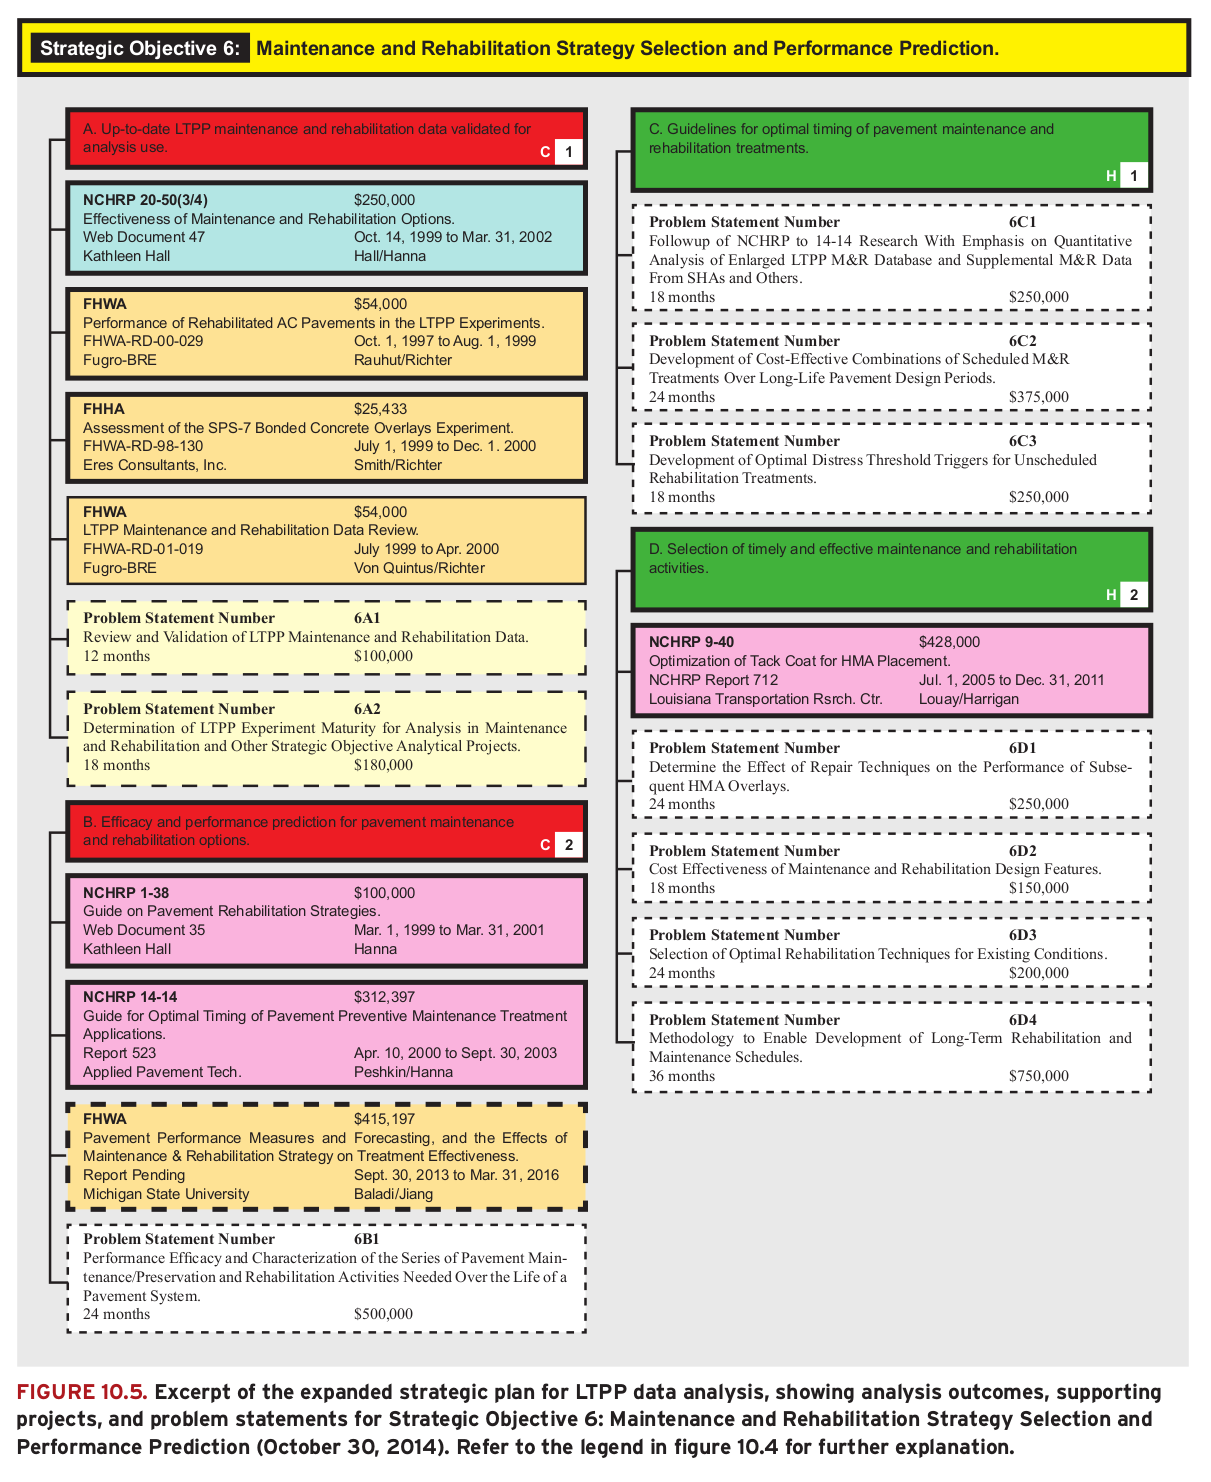 Strategic Objective 6: Maintenance and Rehabilitation Strategy Selection and Performance Prediction.
A. Up-to-date LTPP maintenance and rehabilitation data validated for
analysis use.
C 1
NCHRP 20-50(3/4) $250,000
Effectiveness of Maintenance and Rehabilitation Options.
Web Document 47 Oct. 14, 1999 to Mar. 31, 2002
Kathleen Hall Hall/Hanna
FHWA $54,000
Performance of Rehabilitated AC Pavements in the LTPP Experiments.
FHWA-RD-00-029 Oct. 1, 1997 to Aug. 1, 1999
Fugro-BRE Rauhut/Richter
FHHA $25,433
Assessment of the SPS-7 Bonded Concrete Overlays Experiment.
FHWA-RD-98-130 July 1, 1999 to Dec. 1. 2000
Eres Consultants, Inc. Smith/Richter
FHWA $54,000
LTPP Maintenance and Rehabilitation Data Review.
FHWA-RD-01-019 July 1999 to Apr. 2000
Fugro-BRE Von Quintus/Richter
Problem Statement Number 6A1
Review and Validation of LTPP Maintenance and Rehabilitation Data.
12 months $100,000
Problem Statement Number 6A2
Determination of LTPP Experiment Maturity for Analysis in Maintenance
and Rehabilitation and Other Strategic Objective Analytical Projects.
18 months $180,000
B. Efficacy and performance prediction for pavement maintenance
and rehabilitation options.
C 2
NCHRP 1-38 $100,000
Guide on Pavement Rehabilitation Strategies.
Web Document 35 Mar. 1, 1999 to Mar. 31, 2001
Kathleen Hall Hanna
NCHRP 14-14 $312,397
Guide for Optimal Timing of Pavement Preventive Maintenance Treatment
Applications.
Report 523 Apr. 10, 2000 to Sept. 30, 2003
Applied Pavement Tech. Peshkin/Hanna
FHWA $415,197
Pavement Performance Measures and Forecasting, and the Effects of
Maintenance & Rehabilitation Strategy on Treatment Effectiveness.
Report Pending Sept. 30, 2013 to Mar. 31, 2016
Michigan State University Baladi/Jiang
Problem Statement Number 6B1
Performance Efficacy and Characterization of the Series of Pavement Main-
tenance/Preservation and Rehabilitation Activities Needed Over the Life of a
Pavement System.
24 months $500,000
C. Guidelines for optimal timing of pavement maintenance and
rehabilitation treatments.
H 1
Problem Statement Number 6C1
Followup of NCHRP to 14-14 Research With Emphasis on Quantitative
Analysis of Enlarged LTPP M&R Database and Supplemental M&R Data
From SHAs and Others.
18 months $250,000
Problem Statement Number 6C2
Development of Cost-Effective Combinations of Scheduled M&R
Treatments Over Long-Life Pavement Design Periods.
24 months $375,000
Problem Statement Number 6C3
Development of Optimal Distress Threshold Triggers for Unscheduled
Rehabilitation Treatments.
18 months $250,000
D. Selection of timely and effective maintenance and rehabilitation
activities.
H 2
NCHRP 9-40 $428,000
Optimization of Tack Coat for HMA Placement.
NCHRP Report 712 Jul. 1, 2005 to Dec. 31, 2011
Louisiana Transportation Rsrch. Ctr. Louay/Harrigan
Problem Statement Number 6D1
Determine the Effect of Repair Techniques on the Performance of Subse-
quent HMA Overlays.
24 months $250,000
Problem Statement Number 6D2
Cost Effectiveness of Maintenance and Rehabilitation Design Features.
18 months $150,000
Problem Statement Number 6D3
Selection of Optimal Rehabilitation Techniques for Existing Conditions.
24 months $200,000
Problem Statement Number 6D4
Methodology to Enable Development of Long-Term Rehabilitation and
Maintenance Schedules.
36 months $750,000
FIGURE 10.5. Excerpt of the expanded strategic plan for LTPP data analysis, showing analysis outcomes, supporting
projects, and problem statements for Strategic Objective 6: Maintenance and Rehabilitation Strategy Selection and
Performance Prediction (October 30, 2014). Refer to the legend in figure 10.4 for further explanation.